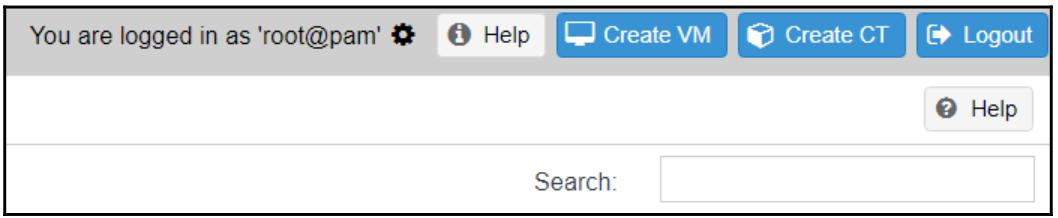 You are logged in as 'root@pam' Help Create VM Create CT Logout
Help
Search: